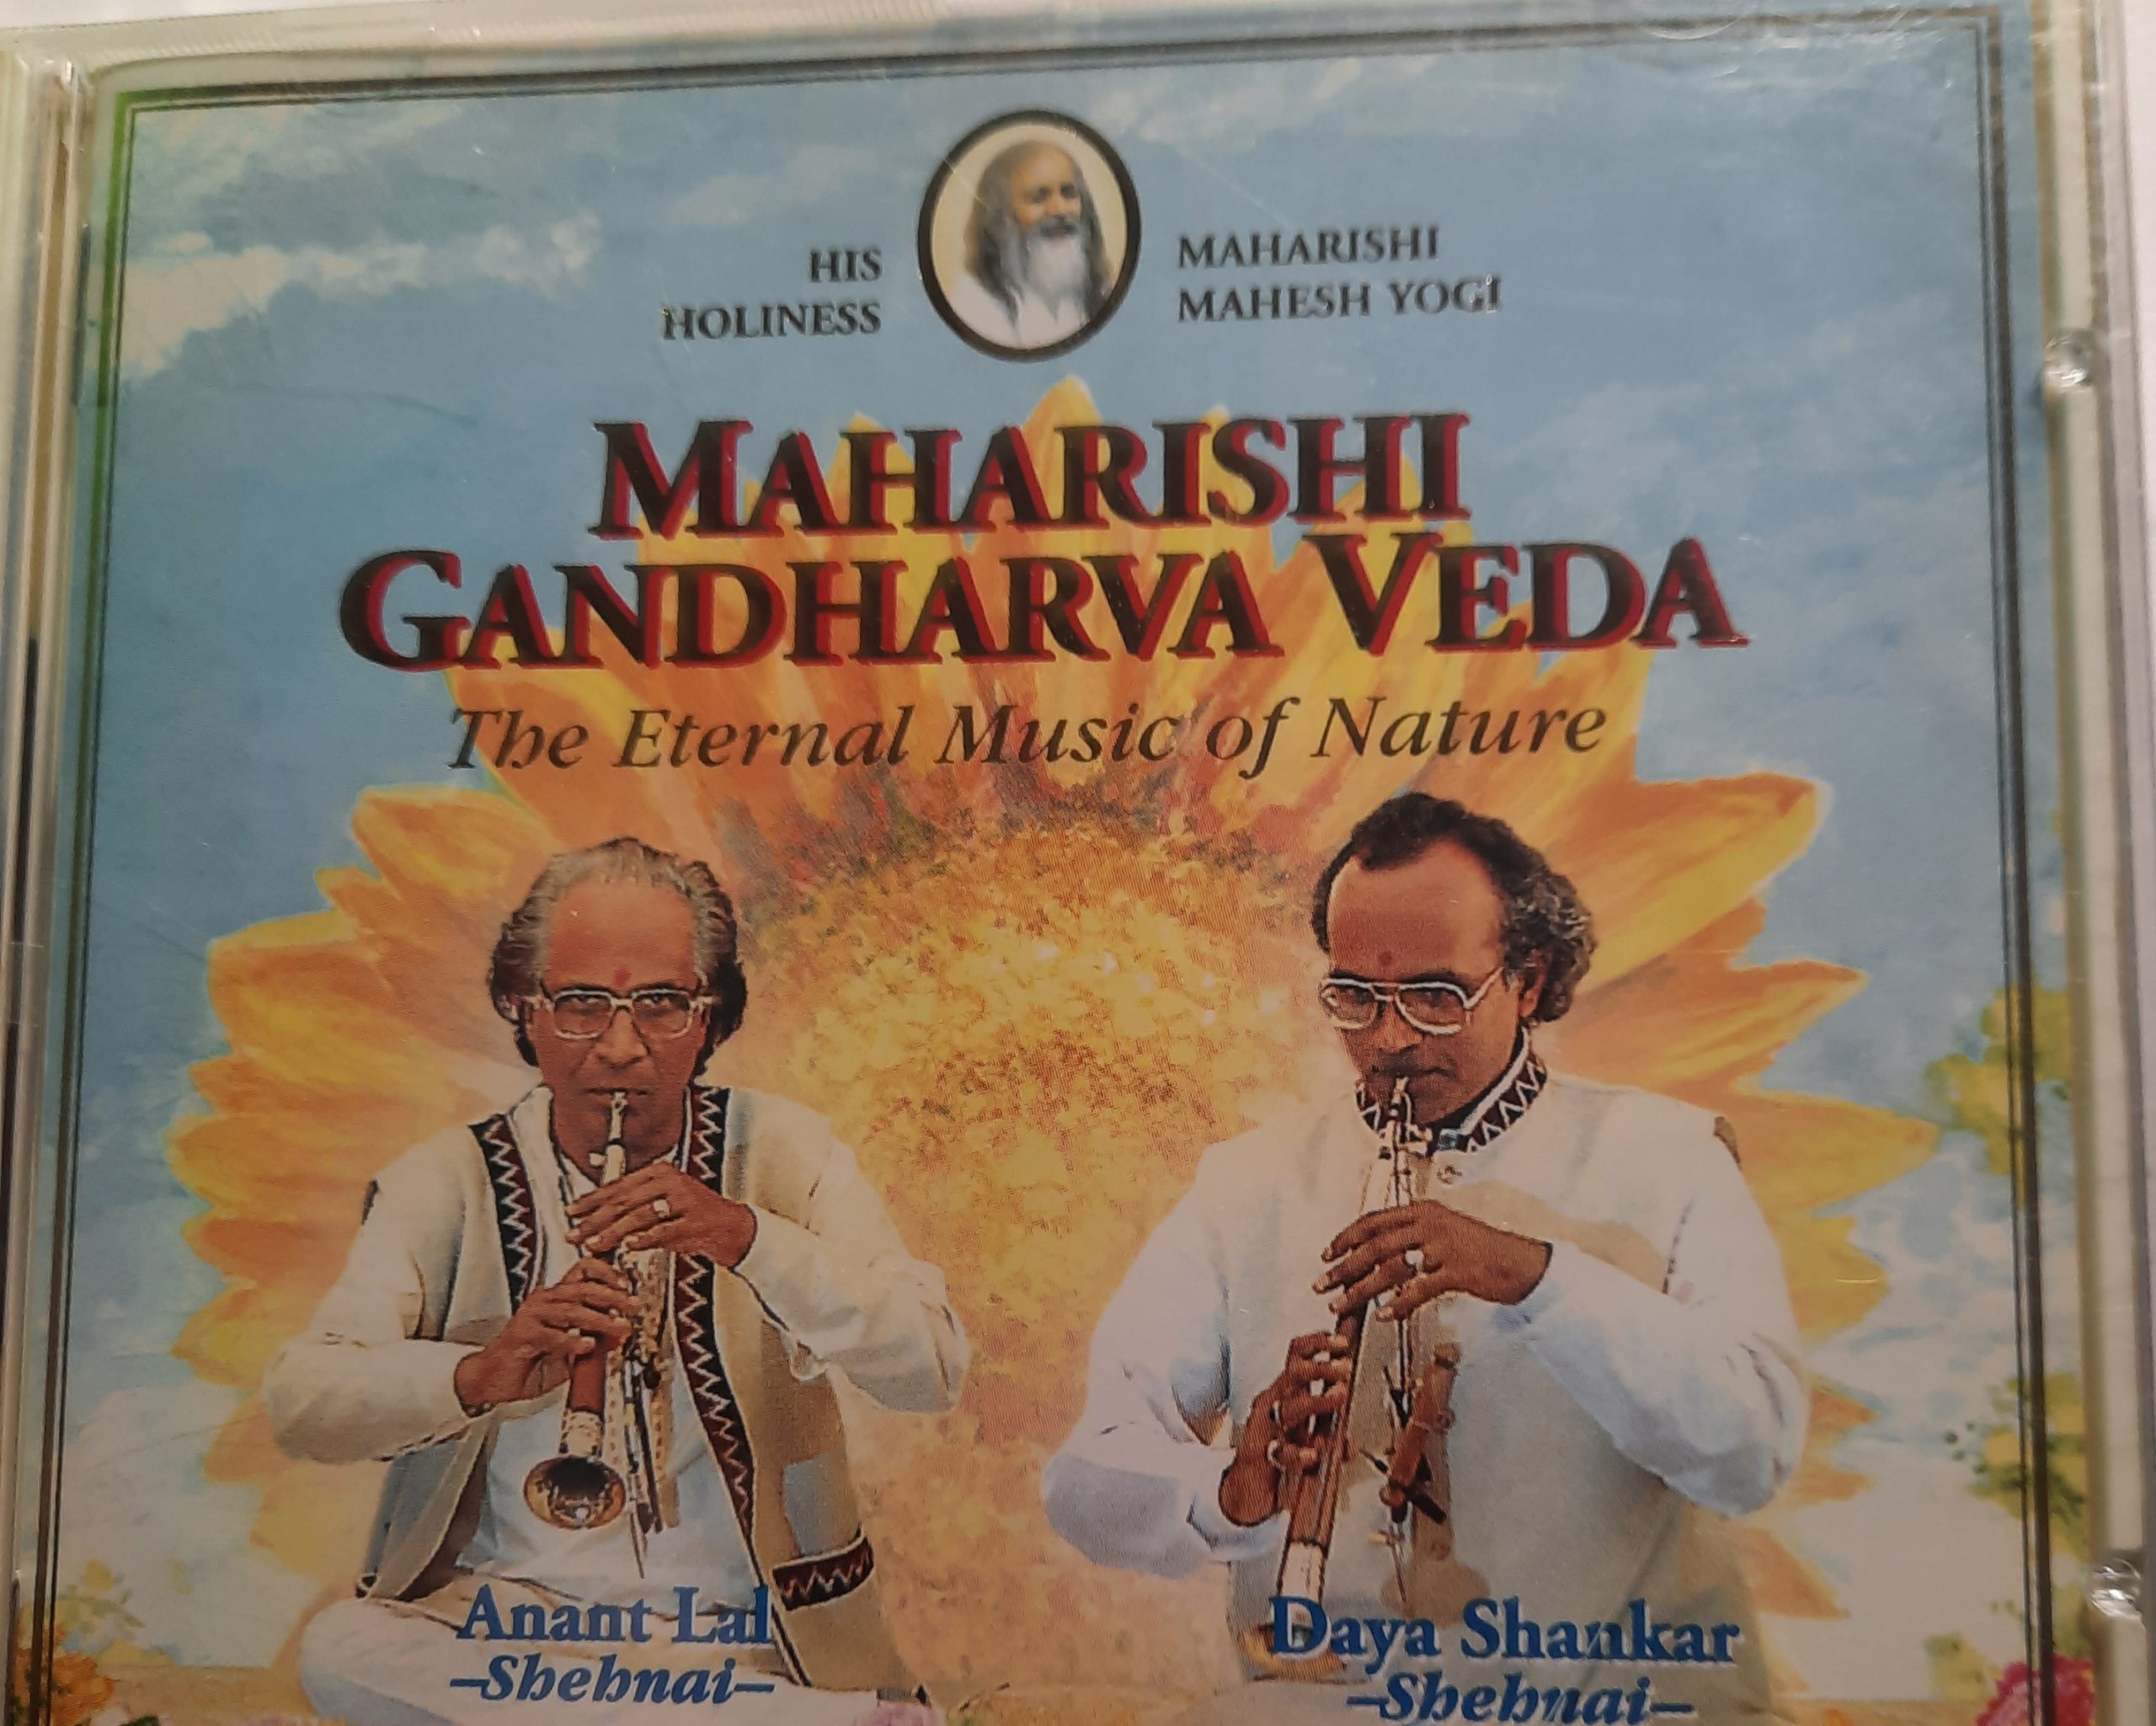 HIS
HOLINESS
MAHARISHI
MAHESH YOGI
MAHARISHI
GANDHARVA VEDA
The Eternal Music of Nature
Anant Lal
–Shehnai–
Daya Shankar
–Shehnai–